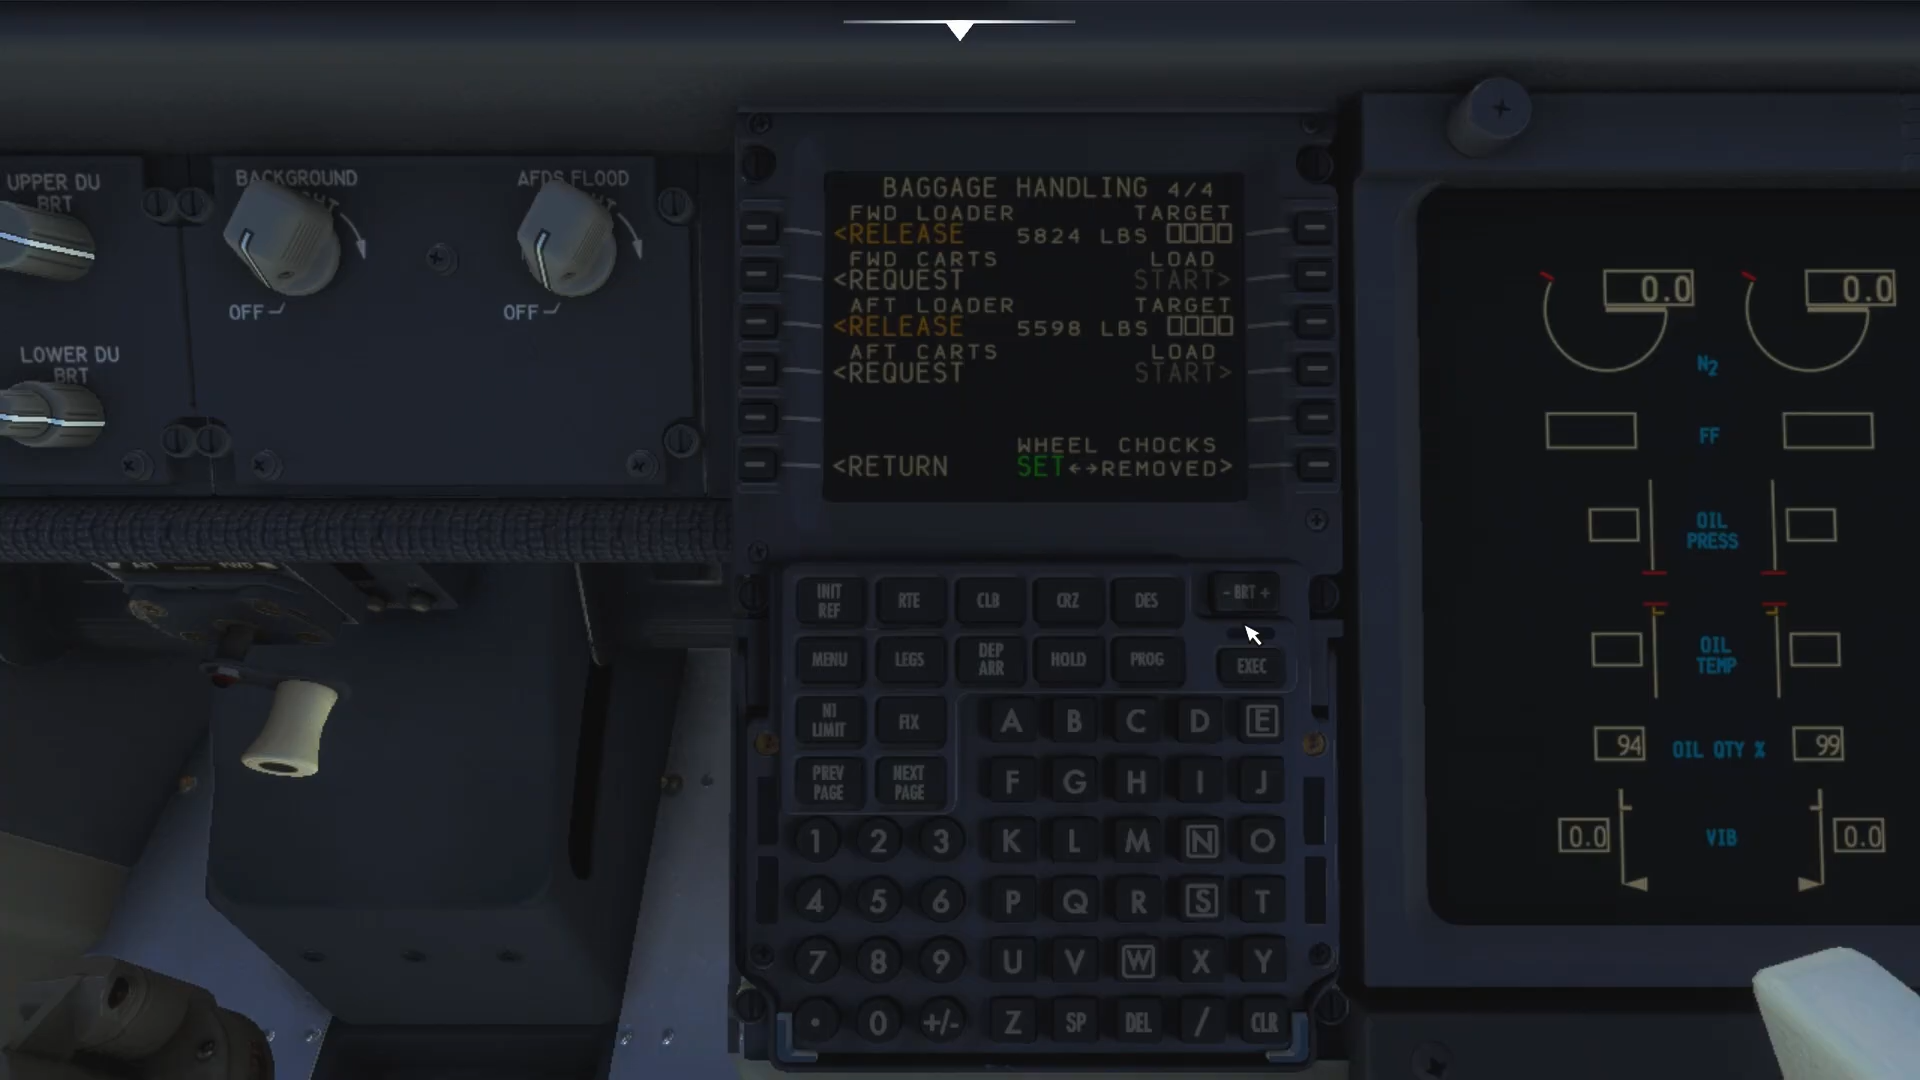 UPPER DU
BRT
BACKGROUND
AFDS FLOOD
OFF
OFF
LOWER DU
BRT
BAGGAGE HANDLING 4/4
FWD LOADER TARGET
<RELEASE 5824 LBS □□□□
FWD CARTS LOAD
<REQUEST START>
AFT LOADER TARGET
<RELEASE 5598 LBS □□□□
AFT CARTS LOAD
<REQUEST START>
WHEEL CHOCKS
<RETURN SET←→REMOVED>
INIT REF
RTE
CLB
CRZ
DES
- BRT +
MENU
LEGS
DEP ARR
HOLD
PROG
EXEC
N1 LIMIT
FIX
A B C D E
PREV PAGE
NEXT PAGE
F G H I J
1 2 3 K L M N O
4 5 6 P Q R S T
7 8 9 U V W X Y
. 0 +/- Z SP DEL / CLR
0.0 0.0
N2
FF
OIL PRESS
OIL TEMP
94 OIL QTY % 99
0.0 VIB 0.0